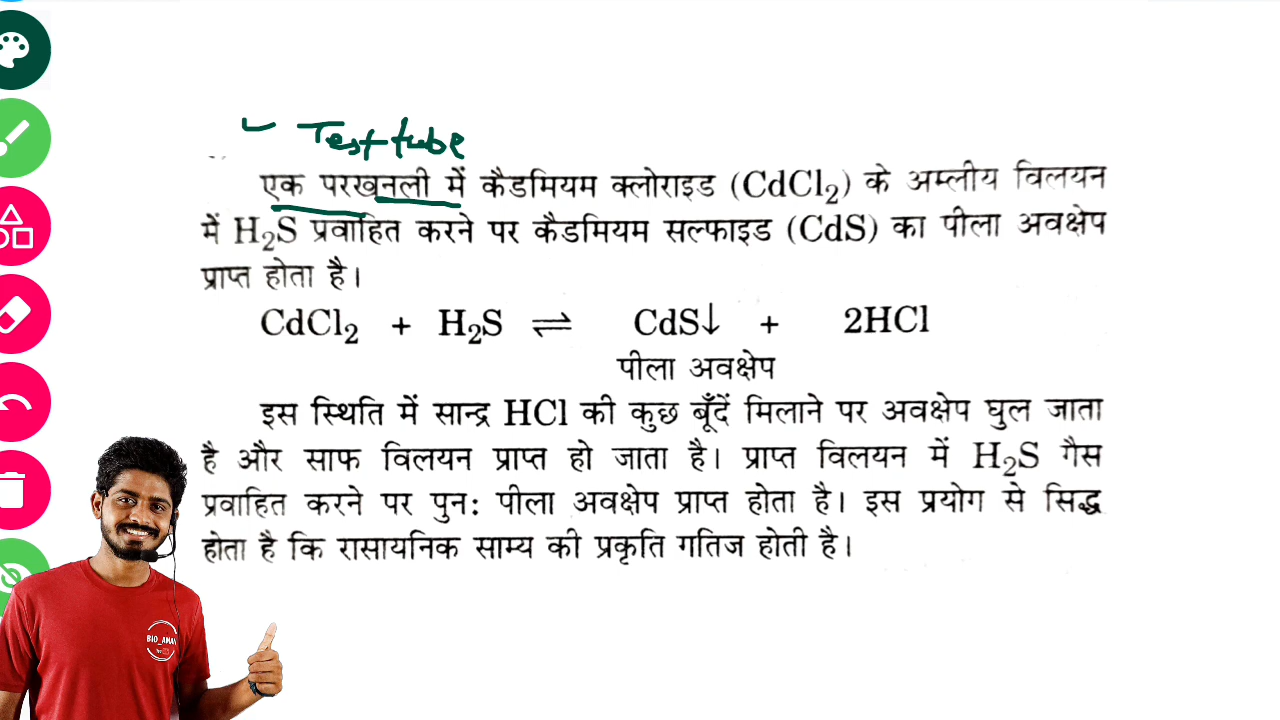 Test tube
एक परखनली में कैडमियम क्लोराइड (CdCl₂) के अम्लीय विलयन
में H₂S प्रवाहित करने पर कैडमियम सल्फाइड (CdS) का पीला अवक्षेप
प्राप्त होता है।
CdCl₂ + H₂S ⇌ CdS↓ + 2HCl
पीला अवक्षेप
इस स्थिति में सान्द्र HCl की कुछ बूँदें मिलाने पर अवक्षेप घुल जाता
है और साफ विलयन प्राप्त हो जाता है। प्राप्त विलयन में H₂S गैस
प्रवाहित करने पर पुन: पीला अवक्षेप प्राप्त होता है। इस प्रयोग से सिद्ध
होता है कि रासायनिक साम्य की प्रकृति गतिज होती है।
BIO_AMAN